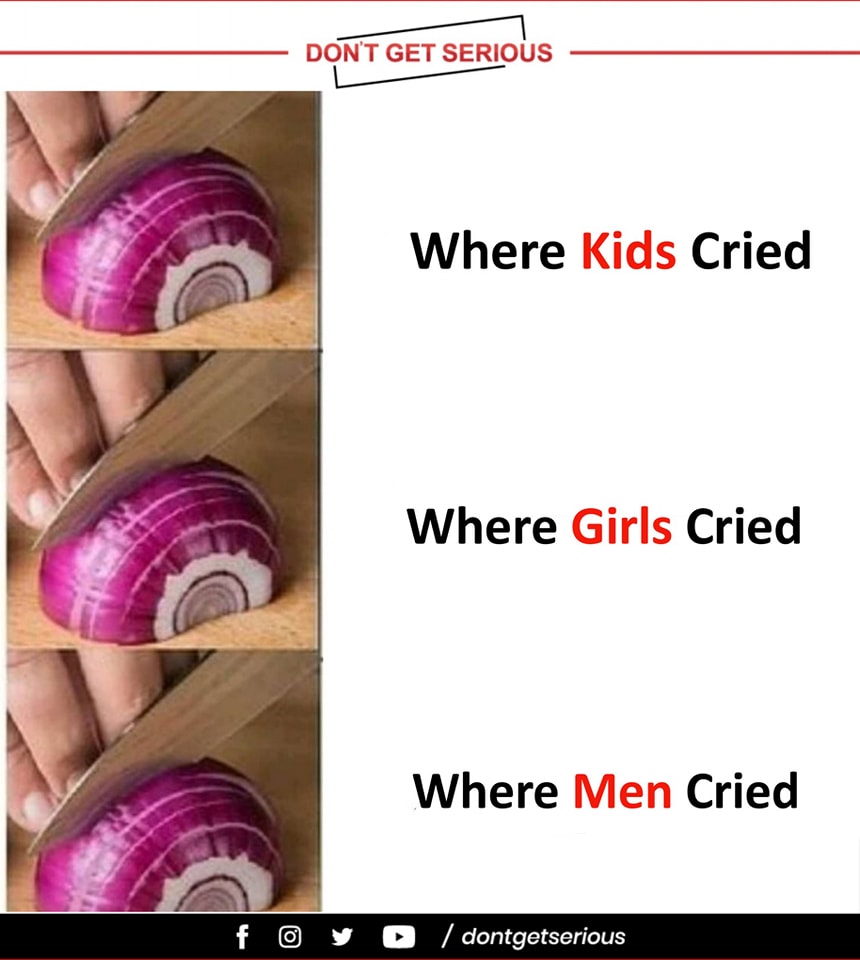 DON'T GET SERIOUS
Where Kids Cried
Where Girls Cried
Where Men Cried
/ dontgetserious